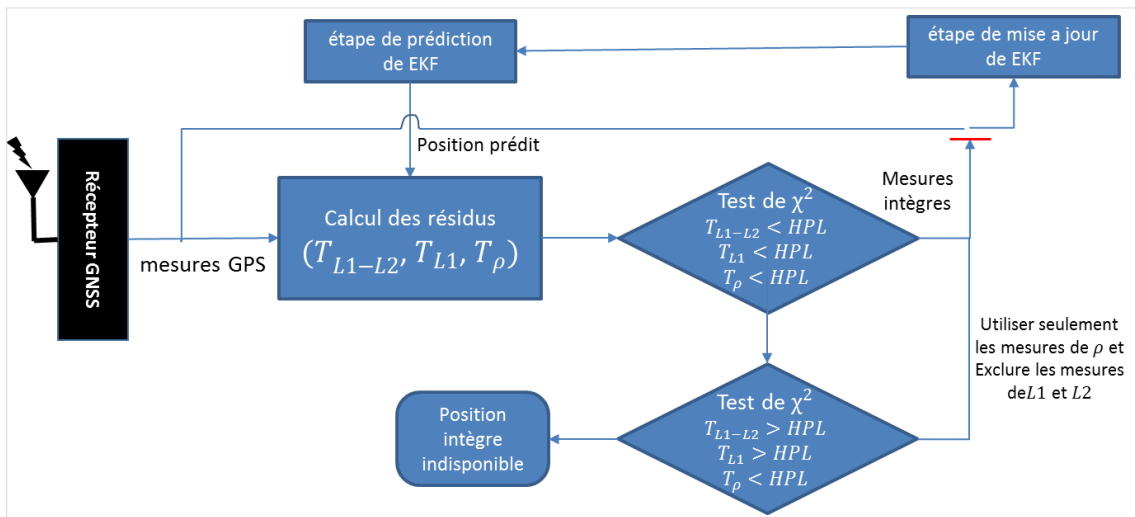 étape de prédiction
de EKF
étape de mise a jour
de EKF
Position prédit
Récepteur GNSS
mesures GPS
Calcul des résidus
(T_{L1−L2}, T_{L1}, T_ρ)
Test de χ²
T_{L1−L2} < HPL
T_{L1} < HPL
T_ρ < HPL
Mesures
intègres
Utiliser seulement
les mesures de ρ et
Exclure les mesures
deL1 et L2
Test de χ²
T_{L1−L2} > HPL
T_{L1} > HPL
T_ρ < HPL
Position
intègre
indisponible